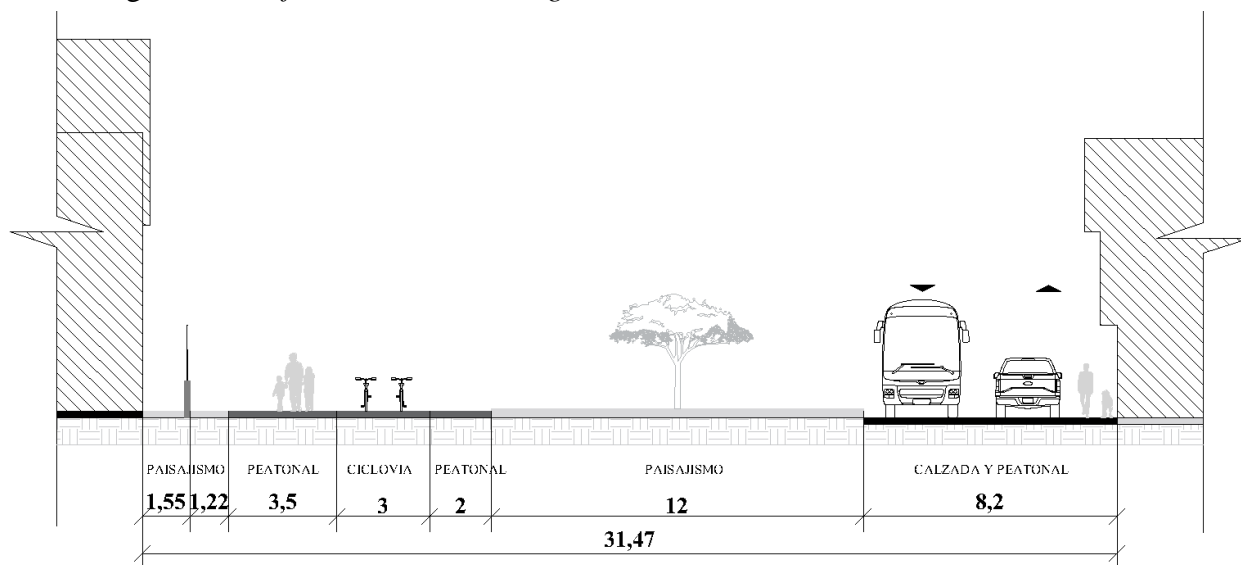 PAISAJISMO PEATONAL CICLOVIA PEATONAL PAISAJISMO CALZADA Y PEATONAL
1,55 1,22 3,5 3 2 12 8,2
31,47